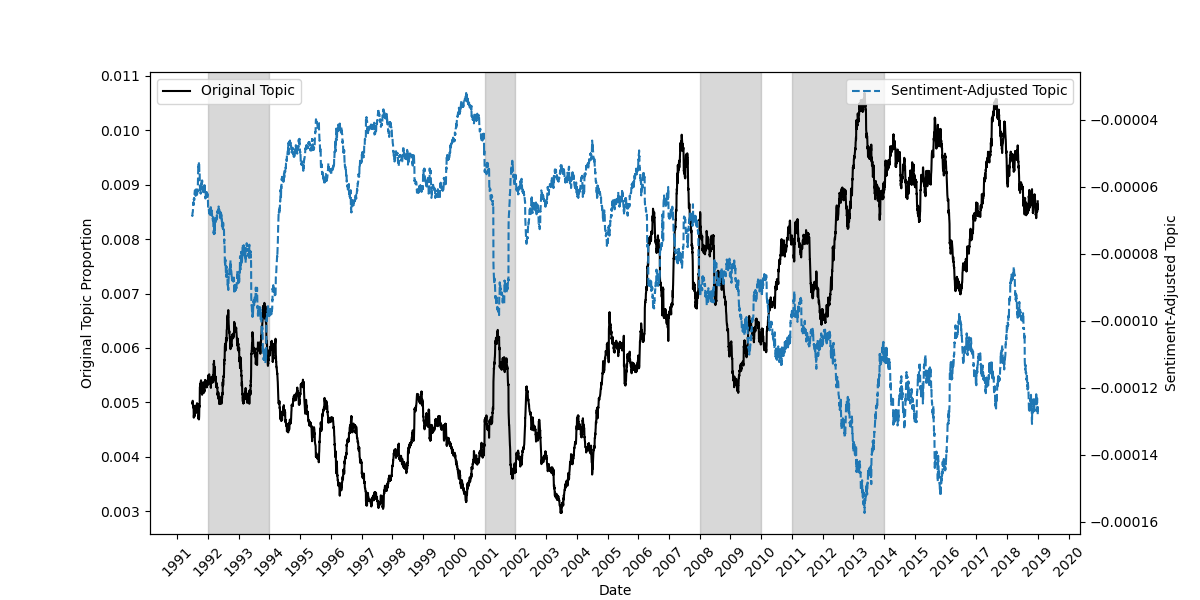 Original Topic
Sentiment-Adjusted Topic
0.011
0.010
0.009
0.008
0.007
0.006
0.005
0.004
0.003
Original Topic Proportion
−0.00004
−0.00006
−0.00008
−0.00010
−0.00012
−0.00014
−0.00016
Sentiment-Adjusted Topic
1991 1992 1993 1994 1995 1996 1997 1998 1999 2000 2001 2002 2003 2004 2005 2006 2007 2008 2009 2010 2011 2012 2013 2014 2015 2016 2017 2018 2019 2020
Date